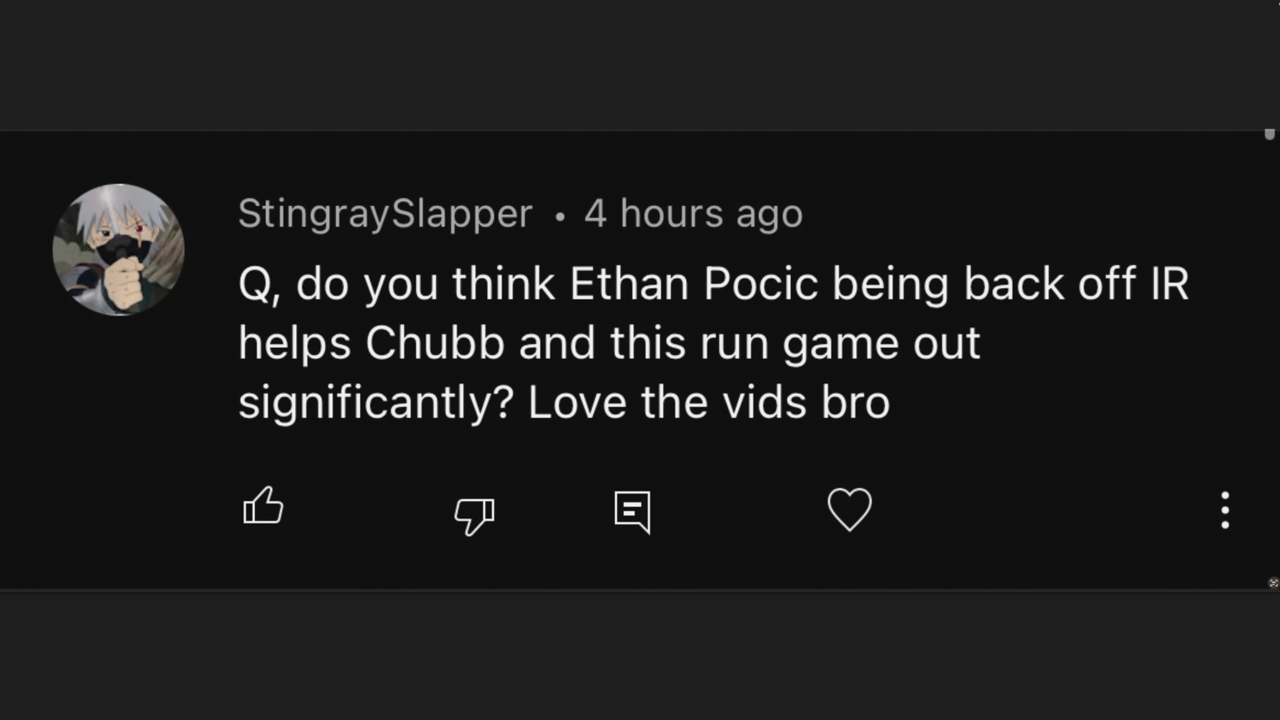 StingraySlapper • 4 hours ago
Q, do you think Ethan Pocic being back off IR
helps Chubb and this run game out
significantly? Love the vids bro